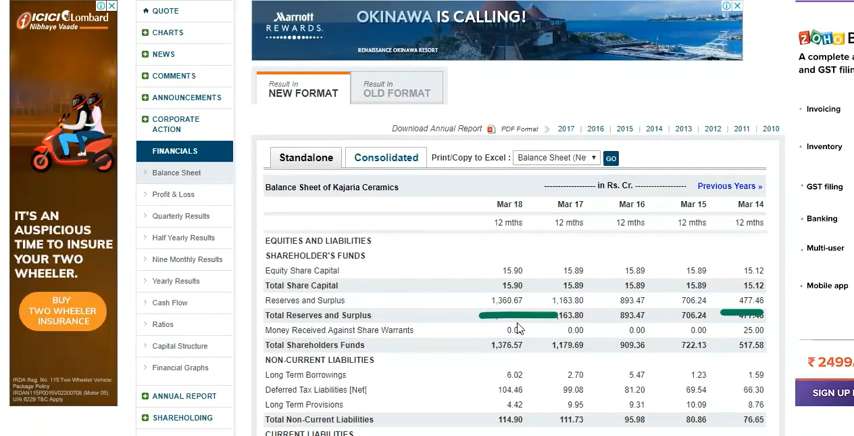 ICICI Lombard
Nibhaye Vaade
IT'S AN
AUSPICIOUS
TIME TO INSURE
YOUR TWO
WHEELER.
BUY
TWO WHEELER
INSURANCE
IRDA Reg. No. 115 Two Wheeler Vehicle
Package Policy
UIN 6229 T&C Apply
QUOTE
CHARTS
NEWS
COMMENTS
ANNOUNCEMENTS
CORPORATE
ACTION
FINANCIALS
Balance Sheet
Profit & Loss
Quarterly Results
Half Yearly Results
Nine Monthly Results
Yearly Results
Cash Flow
Ratios
Capital Structure
Financial Graphs
ANNUAL REPORT
SHAREHOLDING
Marriott
REWARDS.
OKINAWA IS CALLING!
RENAISSANCE OKINAWA RESORT
Result In
NEW FORMAT
Result In
OLD FORMAT
Download Annual Report PDF Format 2017 | 2016 | 2015 | 2014 | 2013 | 2012 | 2011 | 2010
Standalone Consolidated Print/Copy to Excel : Balance Sheet (Ne GO
Balance Sheet of Kajaria Ceramics ------------------- in Rs. Cr. ------------------- Previous Years »
Mar 18 Mar 17 Mar 16 Mar 15 Mar 14
12 mths 12 mths 12 mths 12 mths 12 mths
EQUITIES AND LIABILITIES
SHAREHOLDER'S FUNDS
Equity Share Capital 15.90 15.89 15.89 15.89 15.12
Total Share Capital 15.90 15.89 15.89 15.89 15.12
Reserves and Surplus 1,360.67 1,163.80 893.47 706.24 477.46
Total Reserves and Surplus 893.47 706.24
Money Received Against Share Warrants 0.00 0.00 0.00 25.00
Total Shareholders Funds 1,376.57 1,179.69 909.36 722.13 517.58
NON-CURRENT LIABILITIES
Long Term Borrowings 6.02 2.70 5.47 1.23 1.59
Deferred Tax Liabilities [Net] 104.46 99.08 81.20 69.54 66.30
Long Term Provisions 4.42 9.95 9.31 10.09 8.76
Total Non-Current Liabilities 114.90 111.73 95.98 80.86 76.65
CURRENT LIABILITIES
ZOHO
A complete
and GST filin
Invoicing
Inventory
GST filing
Banking
Multi-user
Mobile app
₹ 2499
SIGN UP